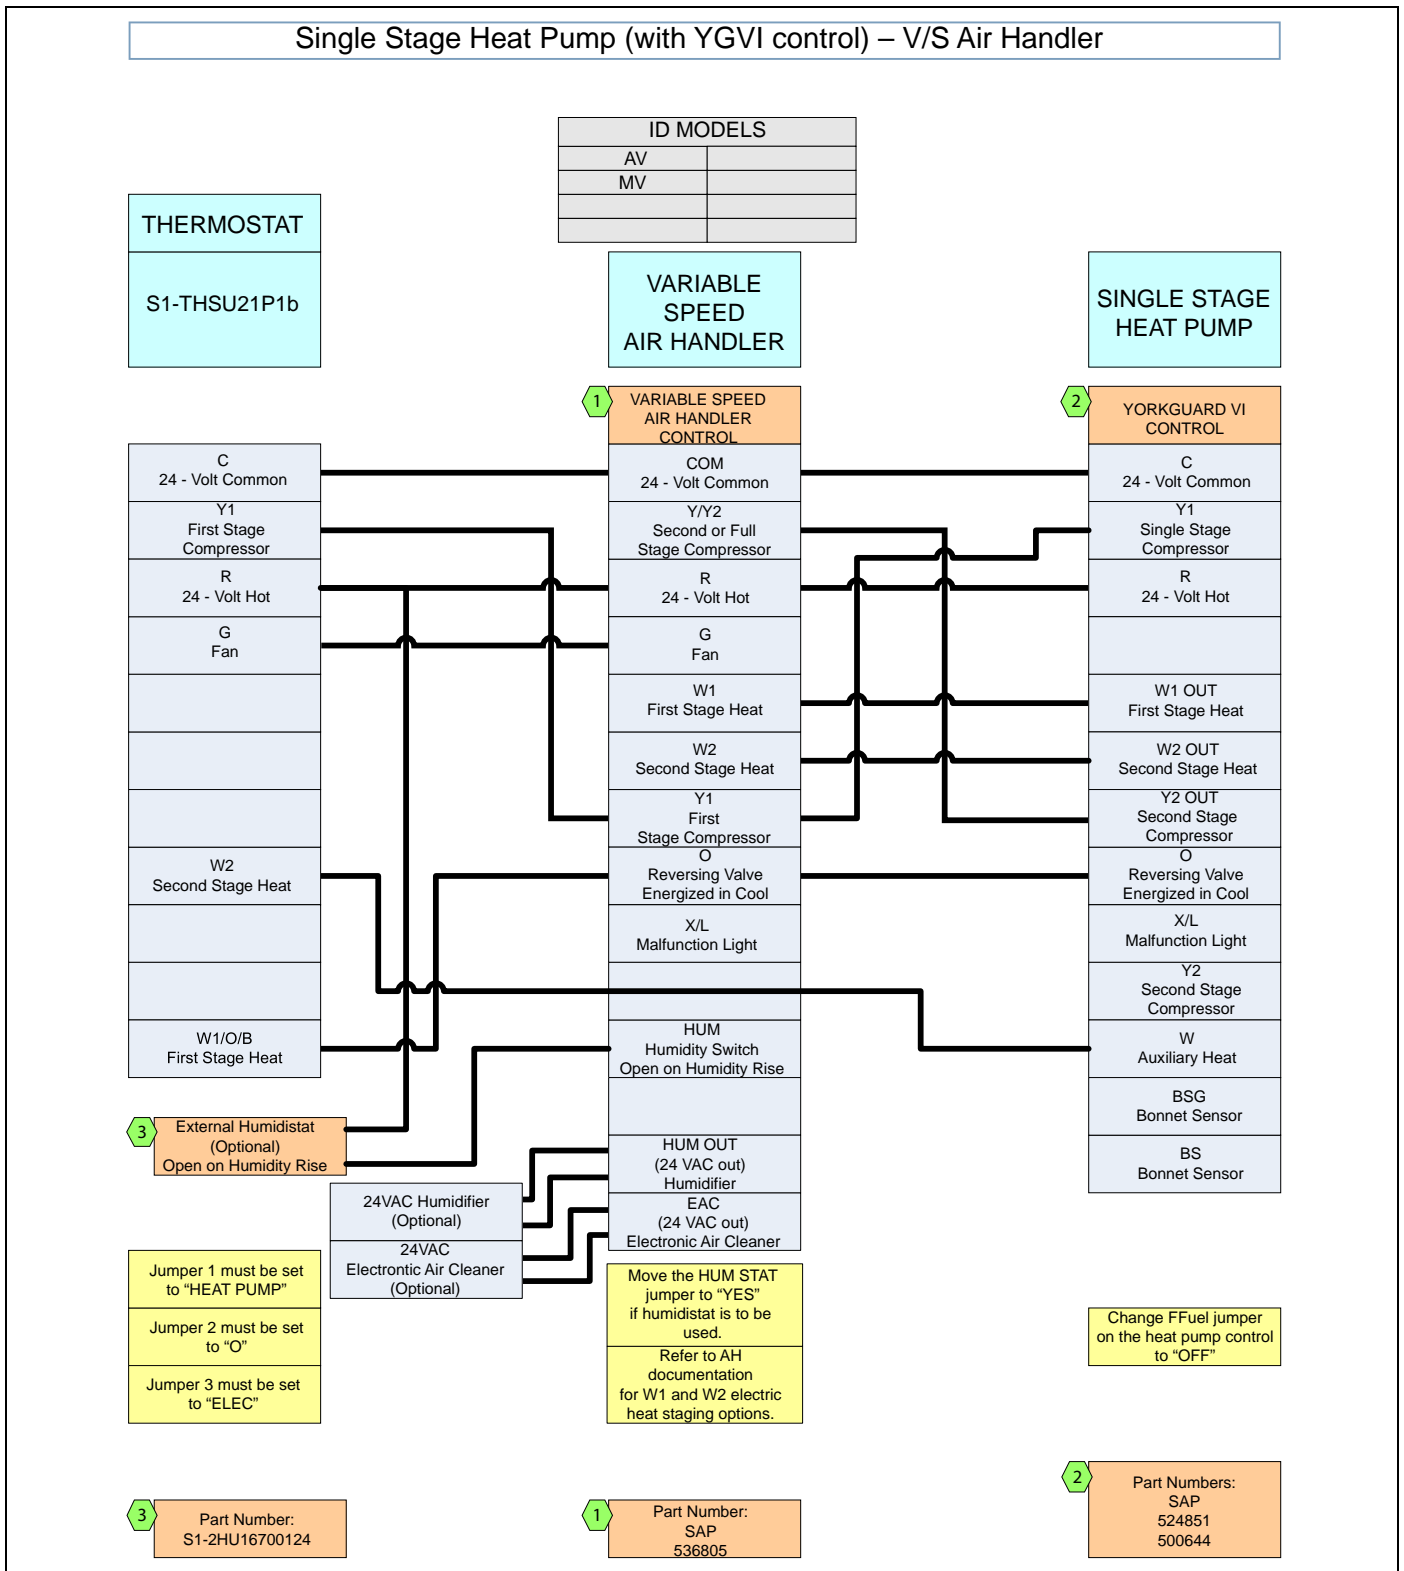 Single Stage Heat Pump (with YGVI control) – V/S Air Handler
ID MODELS
AV
MV
THERMOSTAT
S1-THSU21P1b
VARIABLE
SPEED
AIR HANDLER
SINGLE STAGE
HEAT PUMP
1
VARIABLE SPEED
AIR HANDLER
CONTROL
2
YORKGUARD VI
CONTROL
C
24 - Volt Common
Y1
First Stage
Compressor
R
24 - Volt Hot
G
Fan
W2
Second Stage Heat
W1/O/B
First Stage Heat
COM
24 - Volt Common
Y/Y2
Second or Full
Stage Compressor
R
24 - Volt Hot
G
Fan
W1
First Stage Heat
W2
Second Stage Heat
Y1
First
Stage Compressor
O
Reversing Valve
Energized in Cool
X/L
Malfunction Light
HUM
Humidity Switch
Open on Humidity Rise
HUM OUT
(24 VAC out)
Humidifier
EAC
(24 VAC out)
Electronic Air Cleaner
C
24 - Volt Common
Y1
Single Stage
Compressor
R
24 - Volt Hot
W1 OUT
First Stage Heat
W2 OUT
Second Stage Heat
Y2 OUT
Second Stage
Compressor
O
Reversing Valve
Energized in Cool
X/L
Malfunction Light
Y2
Second Stage
Compressor
W
Auxiliary Heat
BSG
Bonnet Sensor
BS
Bonnet Sensor
3
External Humidistat
(Optional)
Open on Humidity Rise
24VAC Humidifier
(Optional)
24VAC
Electrontic Air Cleaner
(Optional)
Jumper 1 must be set
to “HEAT PUMP”
Jumper 2 must be set
to “O”
Jumper 3 must be set
to “ELEC”
Move the HUM STAT
jumper to “YES”
if humidistat is to be
used.
Refer to AH
documentation
for W1 and W2 electric
heat staging options.
Change FFuel jumper
on the heat pump control
to “OFF”
3
Part Number:
S1-2HU16700124
1
Part Number:
SAP
536805
2
Part Numbers:
SAP
524851
500644